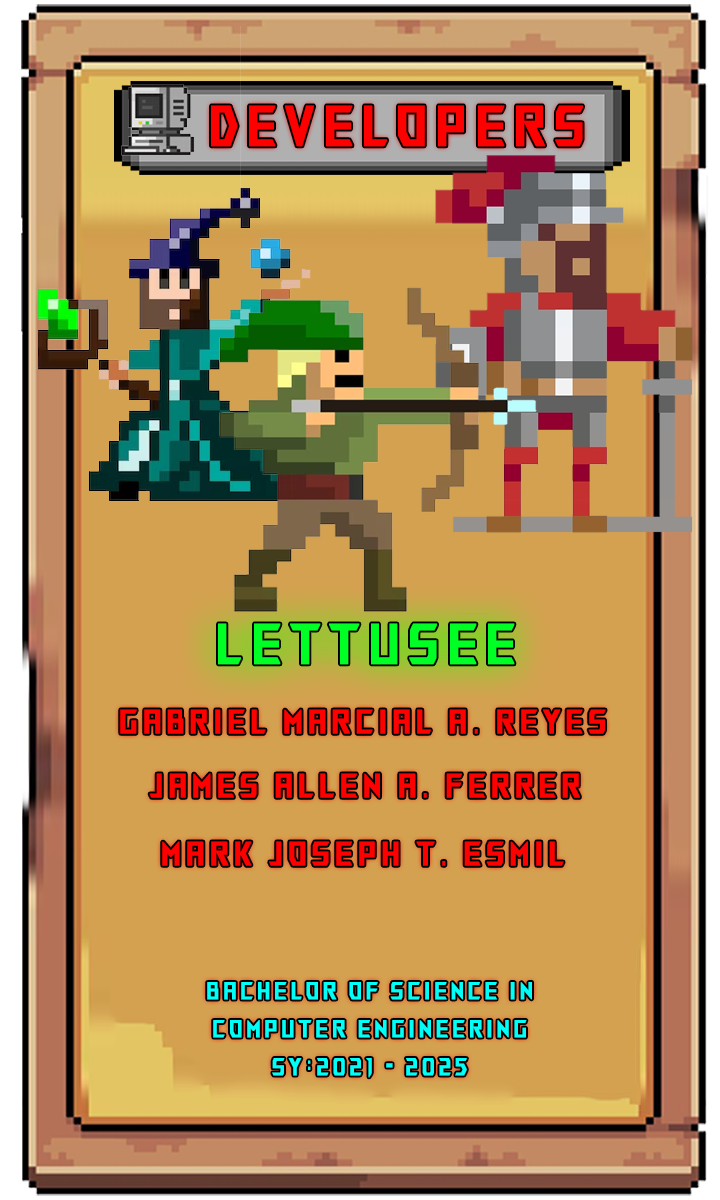 DEVELOPERS
LETTUSEE
GABRIEL MARCIAL A. REYES
JAMES ALLEN A. FERRER
MARK JOSEPH T. ESMIL
BACHELOR OF SCIENCE IN
COMPUTER ENGINEERING
SY:2021 - 2025